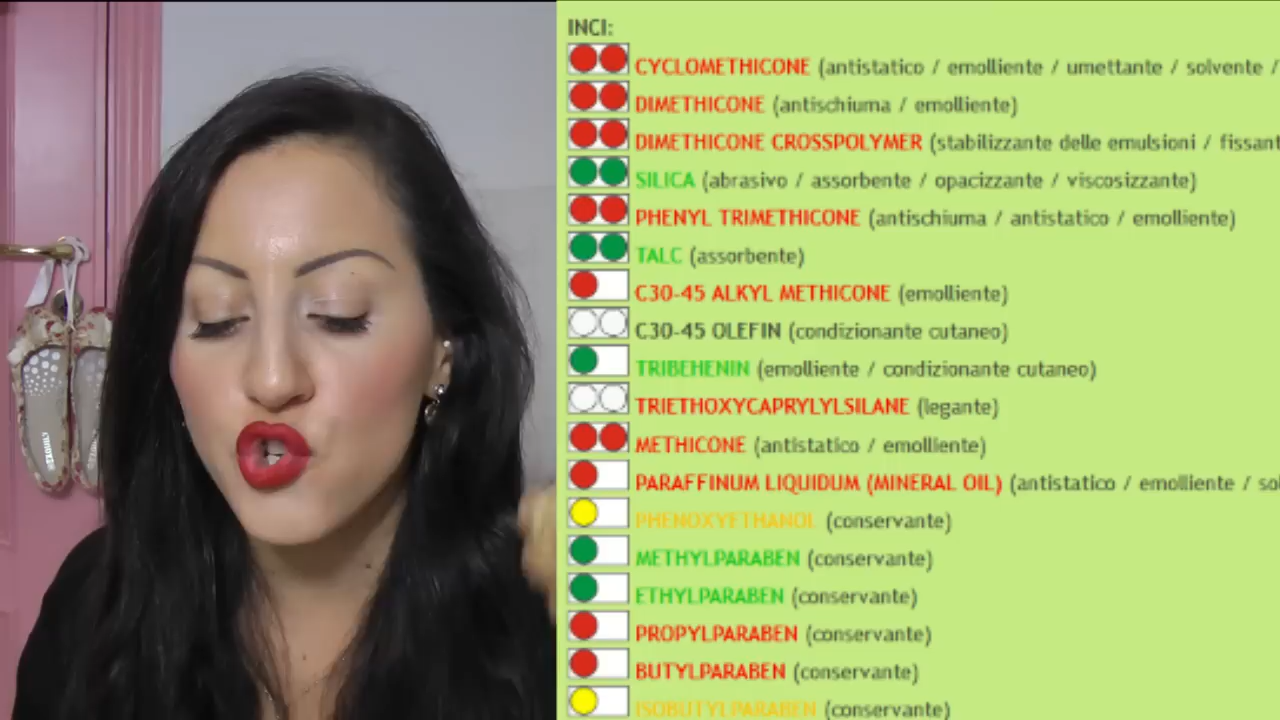 INCI:
CYCLOMETHICONE (antistatico / emolliente / umettante / solvente /
DIMETHICONE (antischiuma / emolliente)
DIMETHICONE CROSSPOLYMER (stabilizzante delle emulsioni / fissant
SILICA (abrasivo / assorbente / opacizzante / viscosizzante)
PHENYL TRIMETHICONE (antischiuma / antistatico / emolliente)
TALC (assorbente)
C30-45 ALKYL METHICONE (emolliente)
C30-45 OLEFIN (condizionante cutaneo)
TRIBEHENIN (emolliente / condizionante cutaneo)
TRIETHOXYCAPRYLYLSILANE (legante)
METHICONE (antistatico / emolliente)
PARAFFINUM LIQUIDUM (MINERAL OIL) (antistatico / emolliente / sol
PHENOXYETHANOL (conservante)
METHYLPARABEN (conservante)
ETHYLPARABEN (conservante)
PROPYLPARABEN (conservante)
BUTYLPARABEN (conservante)
ISOBUTYLPARABEN (conservante)